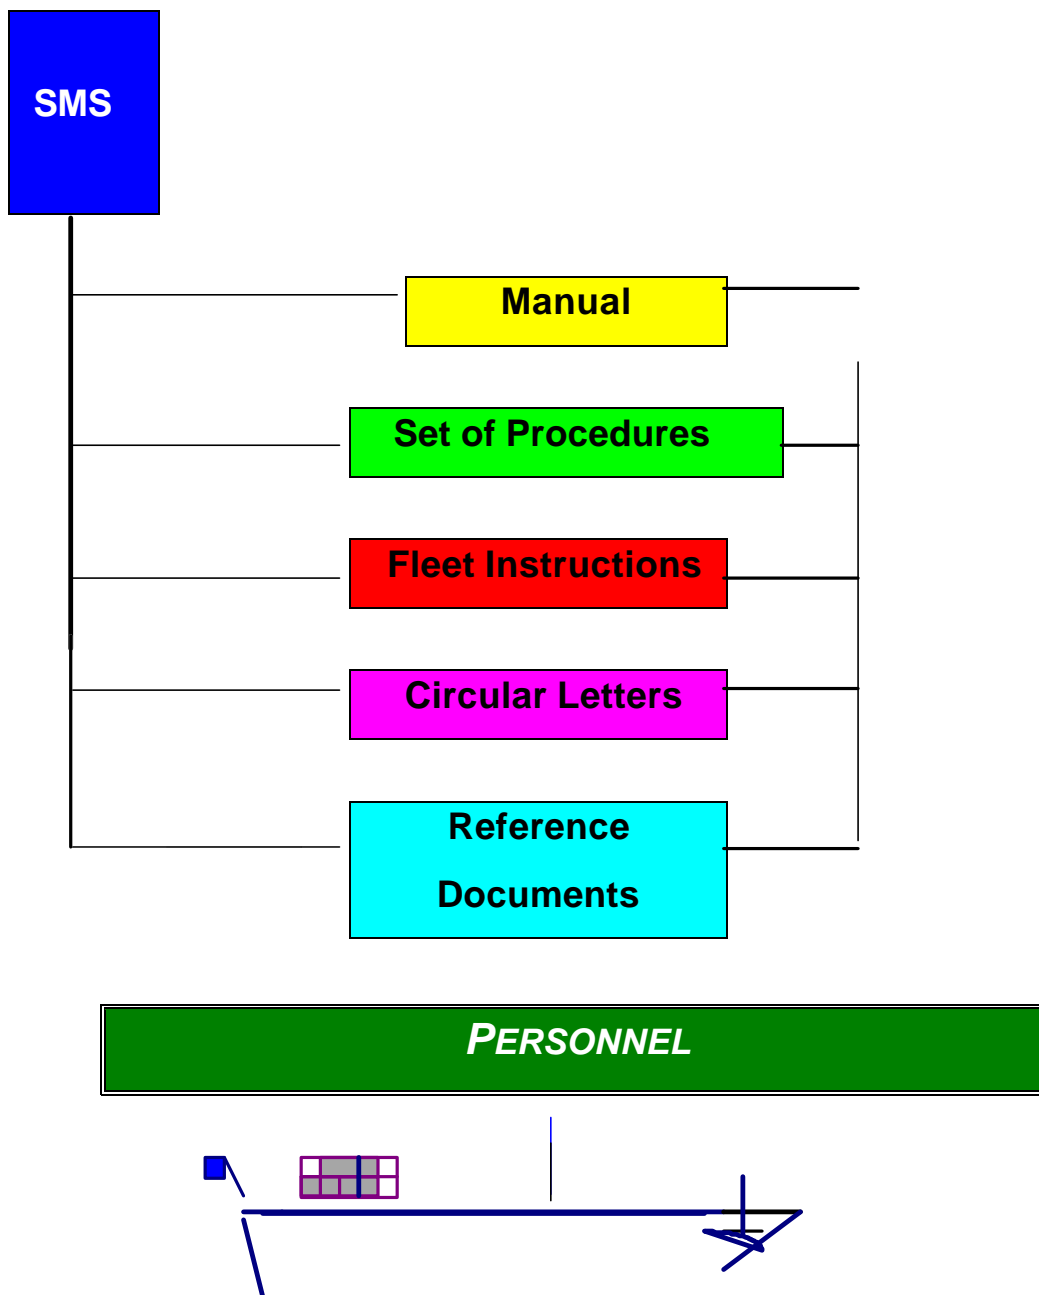 SMS
Manual
Set of Procedures
Fleet Instructions
Circular Letters
Reference
Documents
PERSONNEL